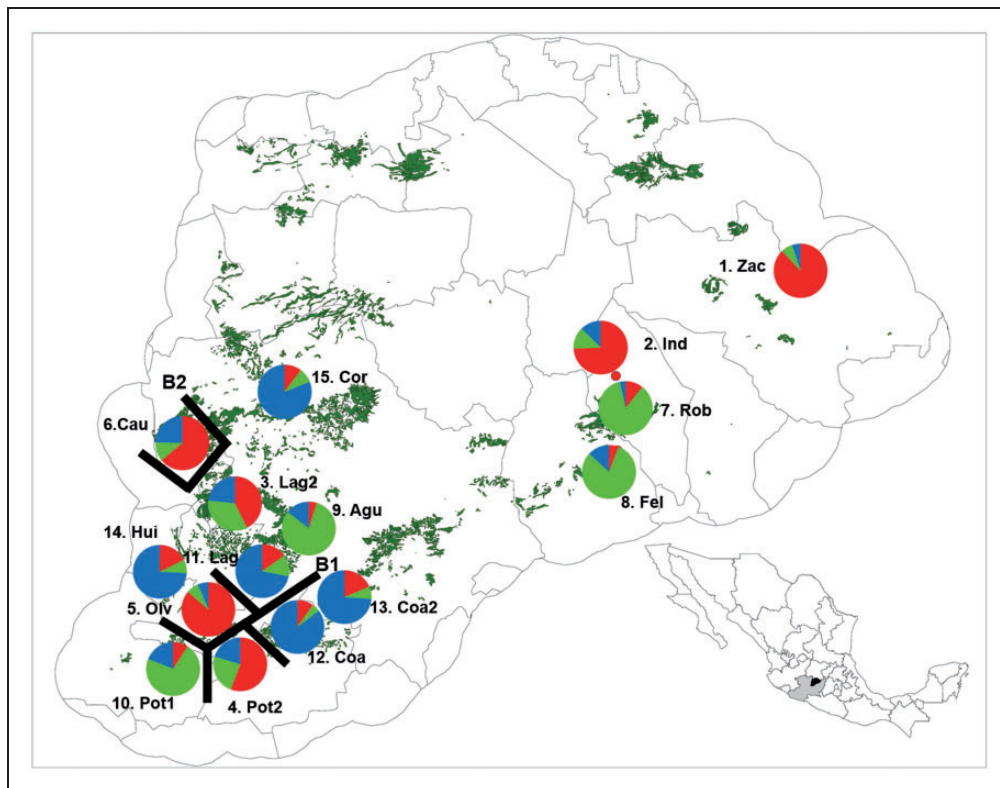 1. Zac
2. Ind
15. Cor
B2
7. Rob
6.Cau
8. Fel
3. Lag2
9. Agu
14. Hui
11. Lag
B1
5. Olv
13. Coa2
12. Coa
10. Pot1
4. Pot2